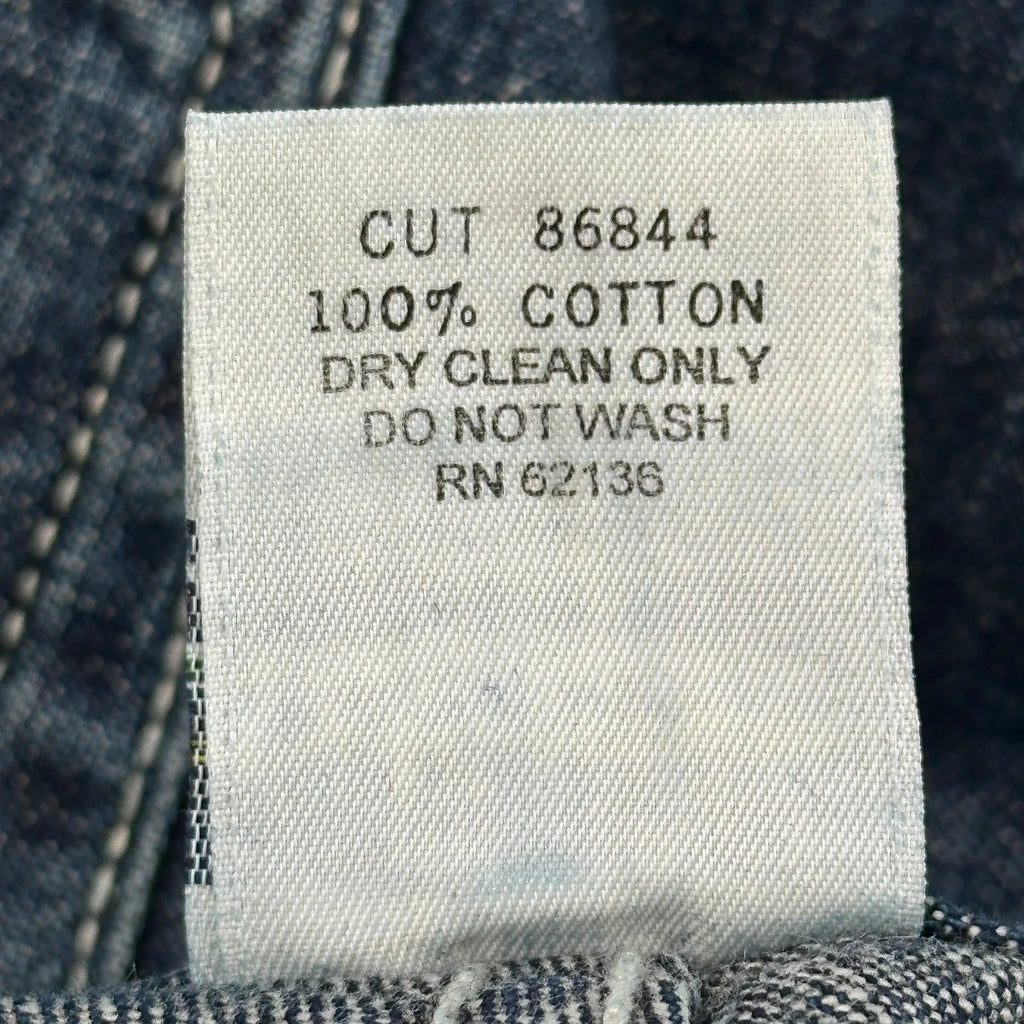 CUT 86844
100% COTTON
DRY CLEAN ONLY
DO NOT WASH
RN 62136